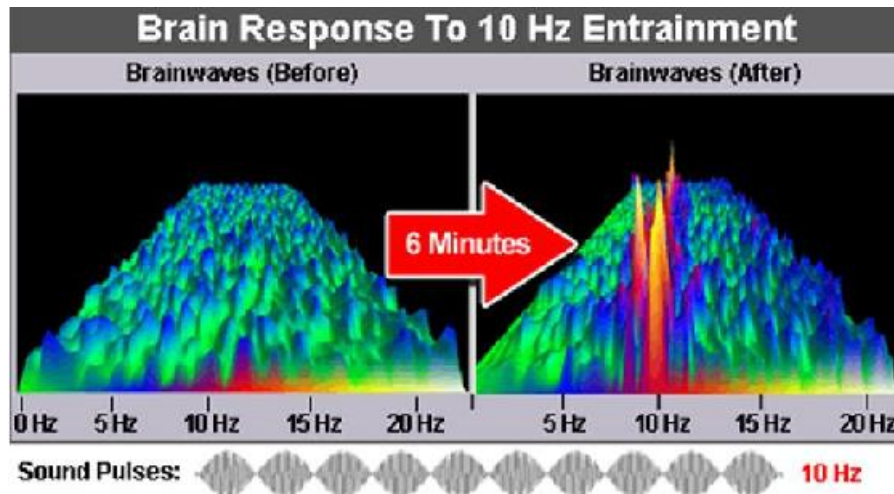 Brain Response To 10 Hz Entrainment
Brainwaves (Before)
Brainwaves (After)
6 Minutes
0 Hz 5 Hz 10 Hz 15 Hz 20 Hz
5 Hz 10 Hz 15 Hz 20 Hz
Sound Pulses: 10 Hz